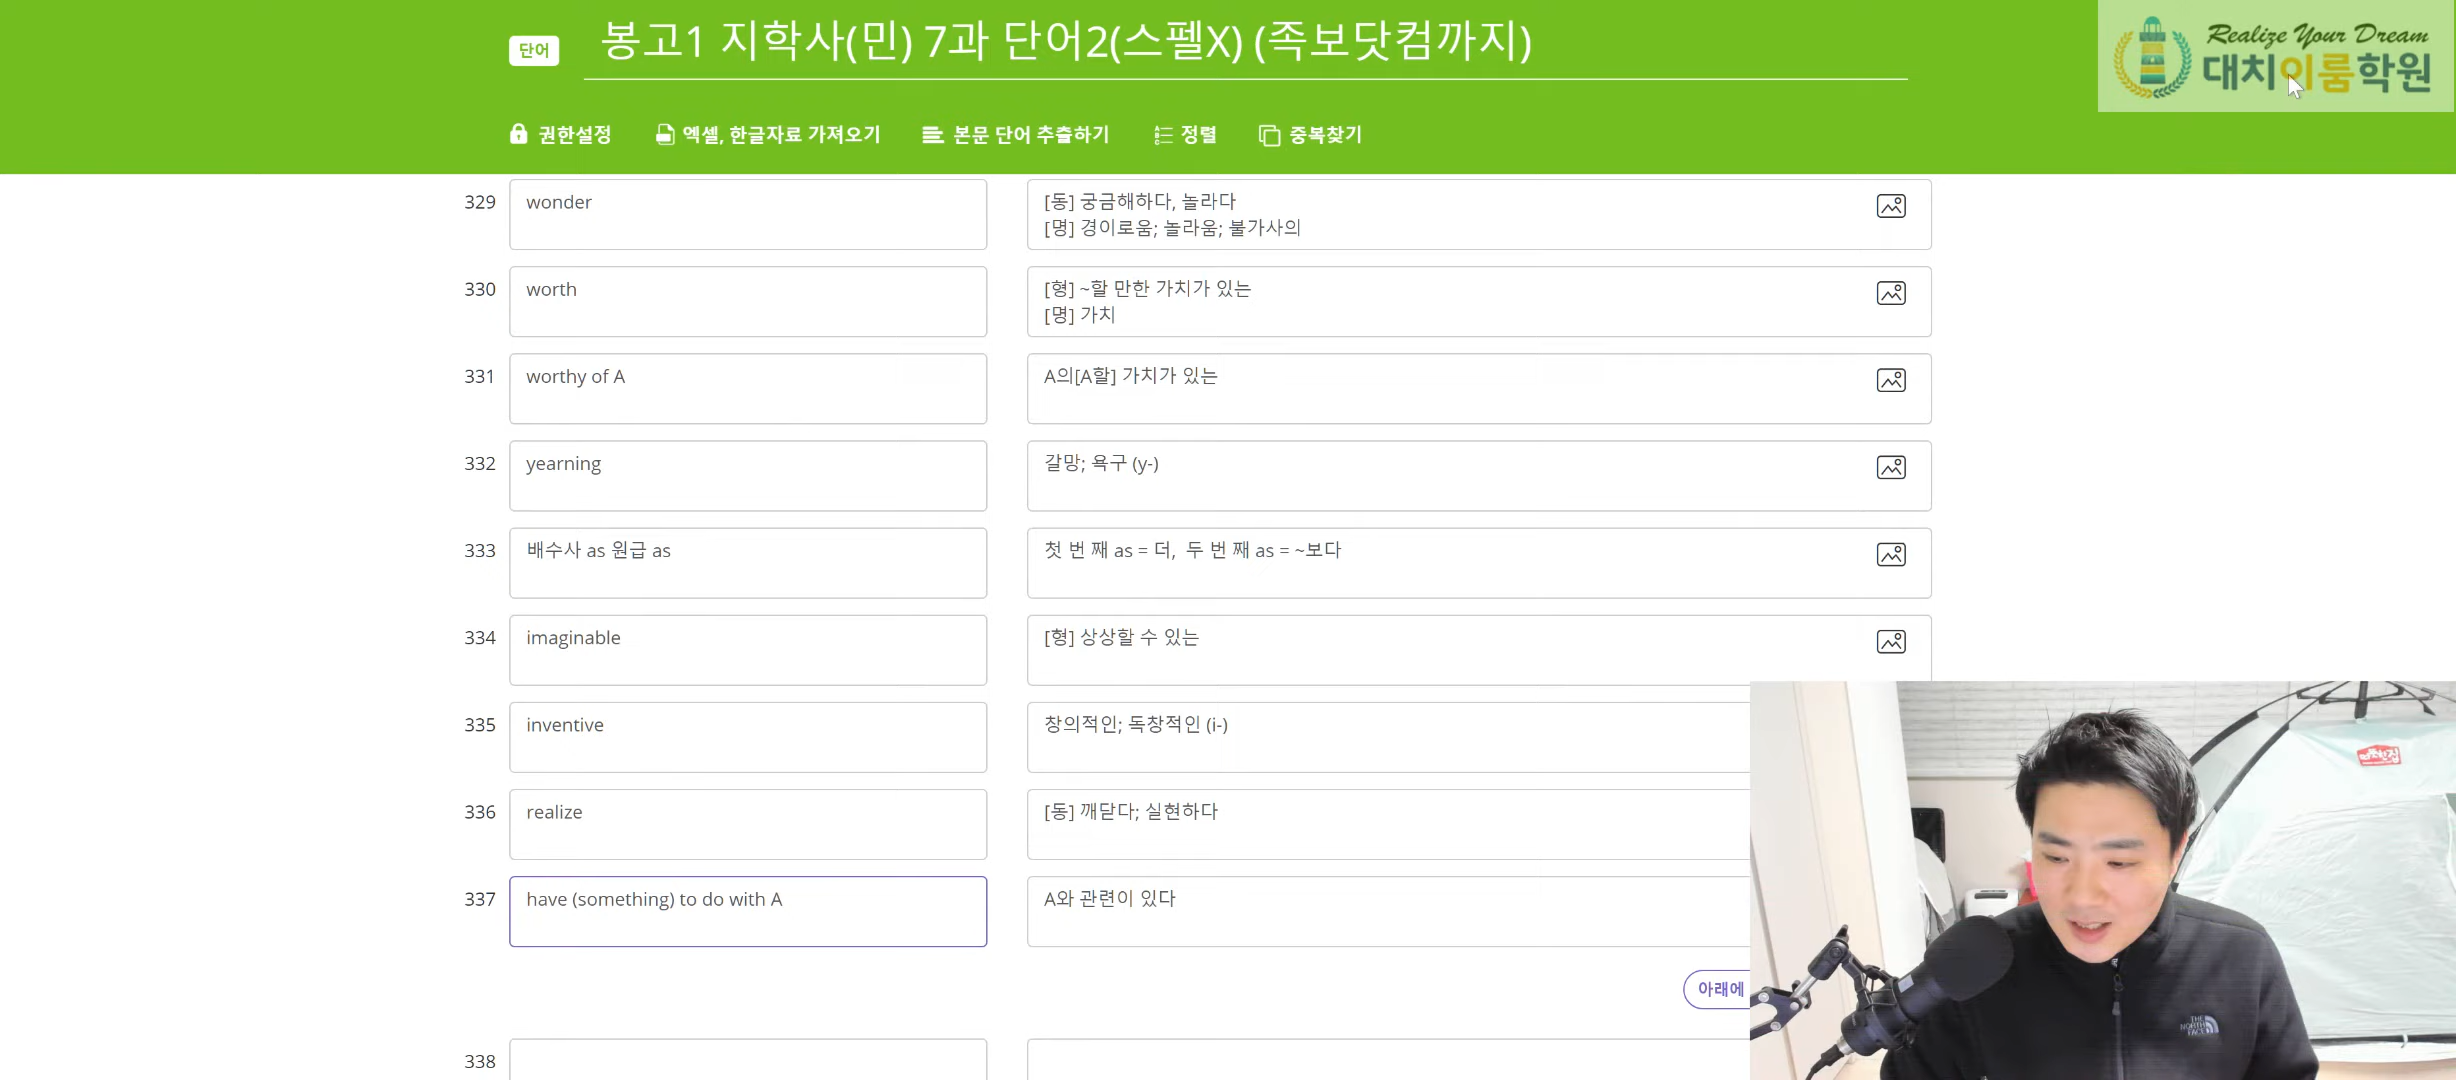 단어 봉고1 지학사(민) 7과 단어2(스펠X) (족보닷컴까지)
Realize Your Dream
대치이룸학원
권한설정 엑셀, 한글자료 가져오기 본문 단어 추출하기 정렬 중복찾기
329 wonder [동] 궁금해하다, 놀라다
[명] 경이로움; 놀라움; 불가사의
330 worth [형] ~할 만한 가치가 있는
[명] 가치
331 worthy of A A의[A할] 가치가 있는
332 yearning 갈망; 욕구 (y-)
333 배수사 as 원급 as 첫 번 째 as = 더, 두 번 째 as = ~보다
334 imaginable [형] 상상할 수 있는
335 inventive 창의적인; 독창적인 (i-)
336 realize [동] 깨닫다; 실현하다
337 have (something) to do with A A와 관련이 있다
아래에
338
THE
NORTH
FACE